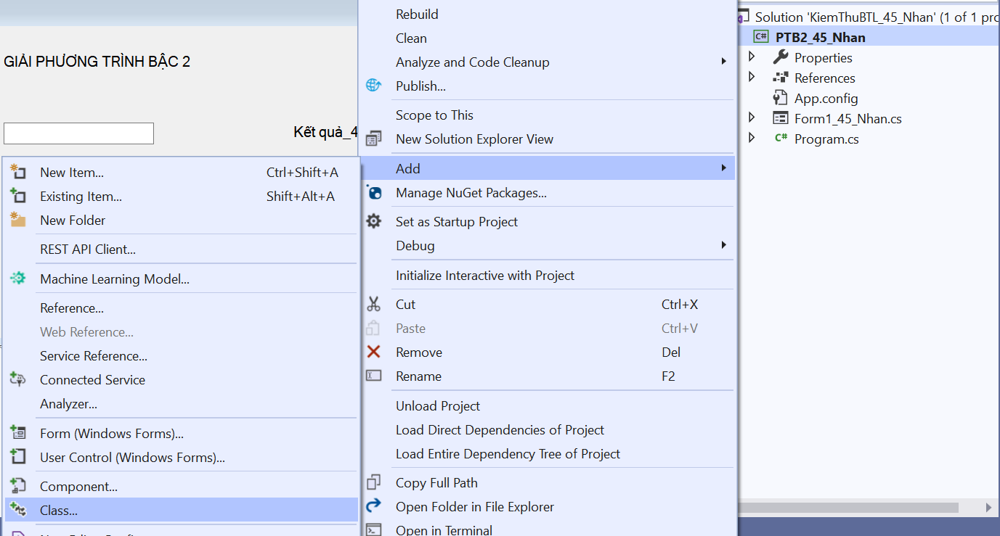 GIẢI PHƯƠNG TRÌNH BẬC 2
Kết quả_4
New Item... Ctrl+Shift+A
Existing Item... Shift+Alt+A
New Folder
REST API Client...
Machine Learning Model...
Reference...
Web Reference...
Service Reference...
Connected Service
Analyzer...
Form (Windows Forms)...
User Control (Windows Forms)...
Component...
Class...
Rebuild
Clean
Analyze and Code Cleanup
Publish...
Scope to This
New Solution Explorer View
Add
Manage NuGet Packages...
Set as Startup Project
Debug
Initialize Interactive with Project
Cut Ctrl+X
Paste Ctrl+V
Remove Del
Rename F2
Unload Project
Load Direct Dependencies of Project
Load Entire Dependency Tree of Project
Copy Full Path
Open Folder in File Explorer
Open in Terminal
Solution 'KiemThuBTL_45_Nhan' (1 of 1 pro
C# PTB2_45_Nhan
Properties
References
App.config
Form1_45_Nhan.cs
C# Program.cs